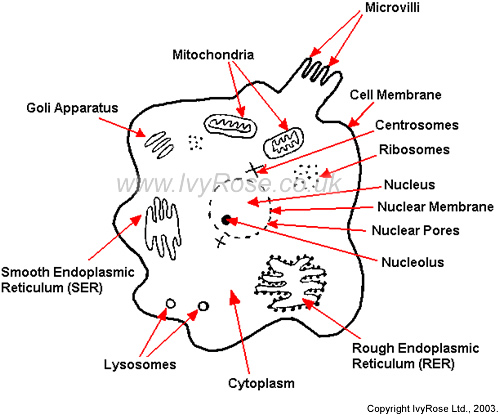 Microvilli
Mitochondria
Goli Apparatus
Cell Membrane
Centrosomes
Ribosomes
www.IvyRose.co.uk
Nucleus
Nuclear Membrane
Nuclear Pores
Nucleolus
Smooth Endoplasmic
Reticulum (SER)
Lysosomes
Cytoplasm
Rough Endoplasmic
Reticulum (RER)
Copyright IvyRose Ltd., 2003.